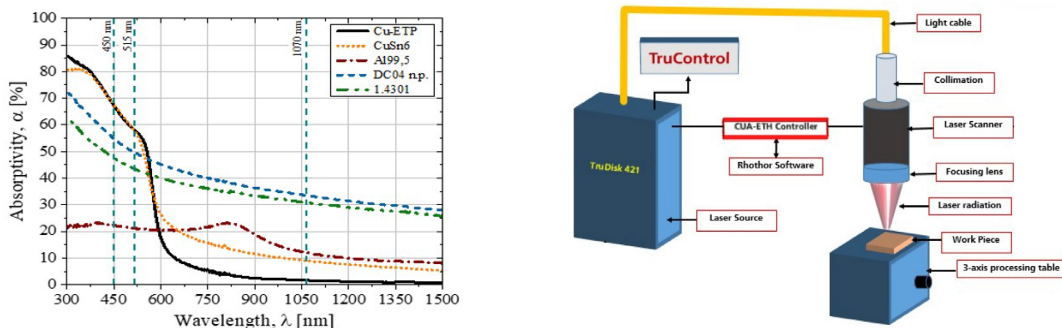 100
90
80
70
60
50
40
30
20
10
0
Absorptivity, α [%]
450 nm
515 nm
1070 nm
Cu-ETP
CuSn6
Al99,5
DC04 n.p.
1.4301
300 450 600 750 900 1050 1200 1350 1500
Wavelength, λ [nm]
Light cable
TruControl
Collimation
CUA-ETH Controller
Laser Scanner
TruDisk 421
Rhothor Software
Focusing lens
Laser radiation
Laser Source
Work Piece
3-axis processing table